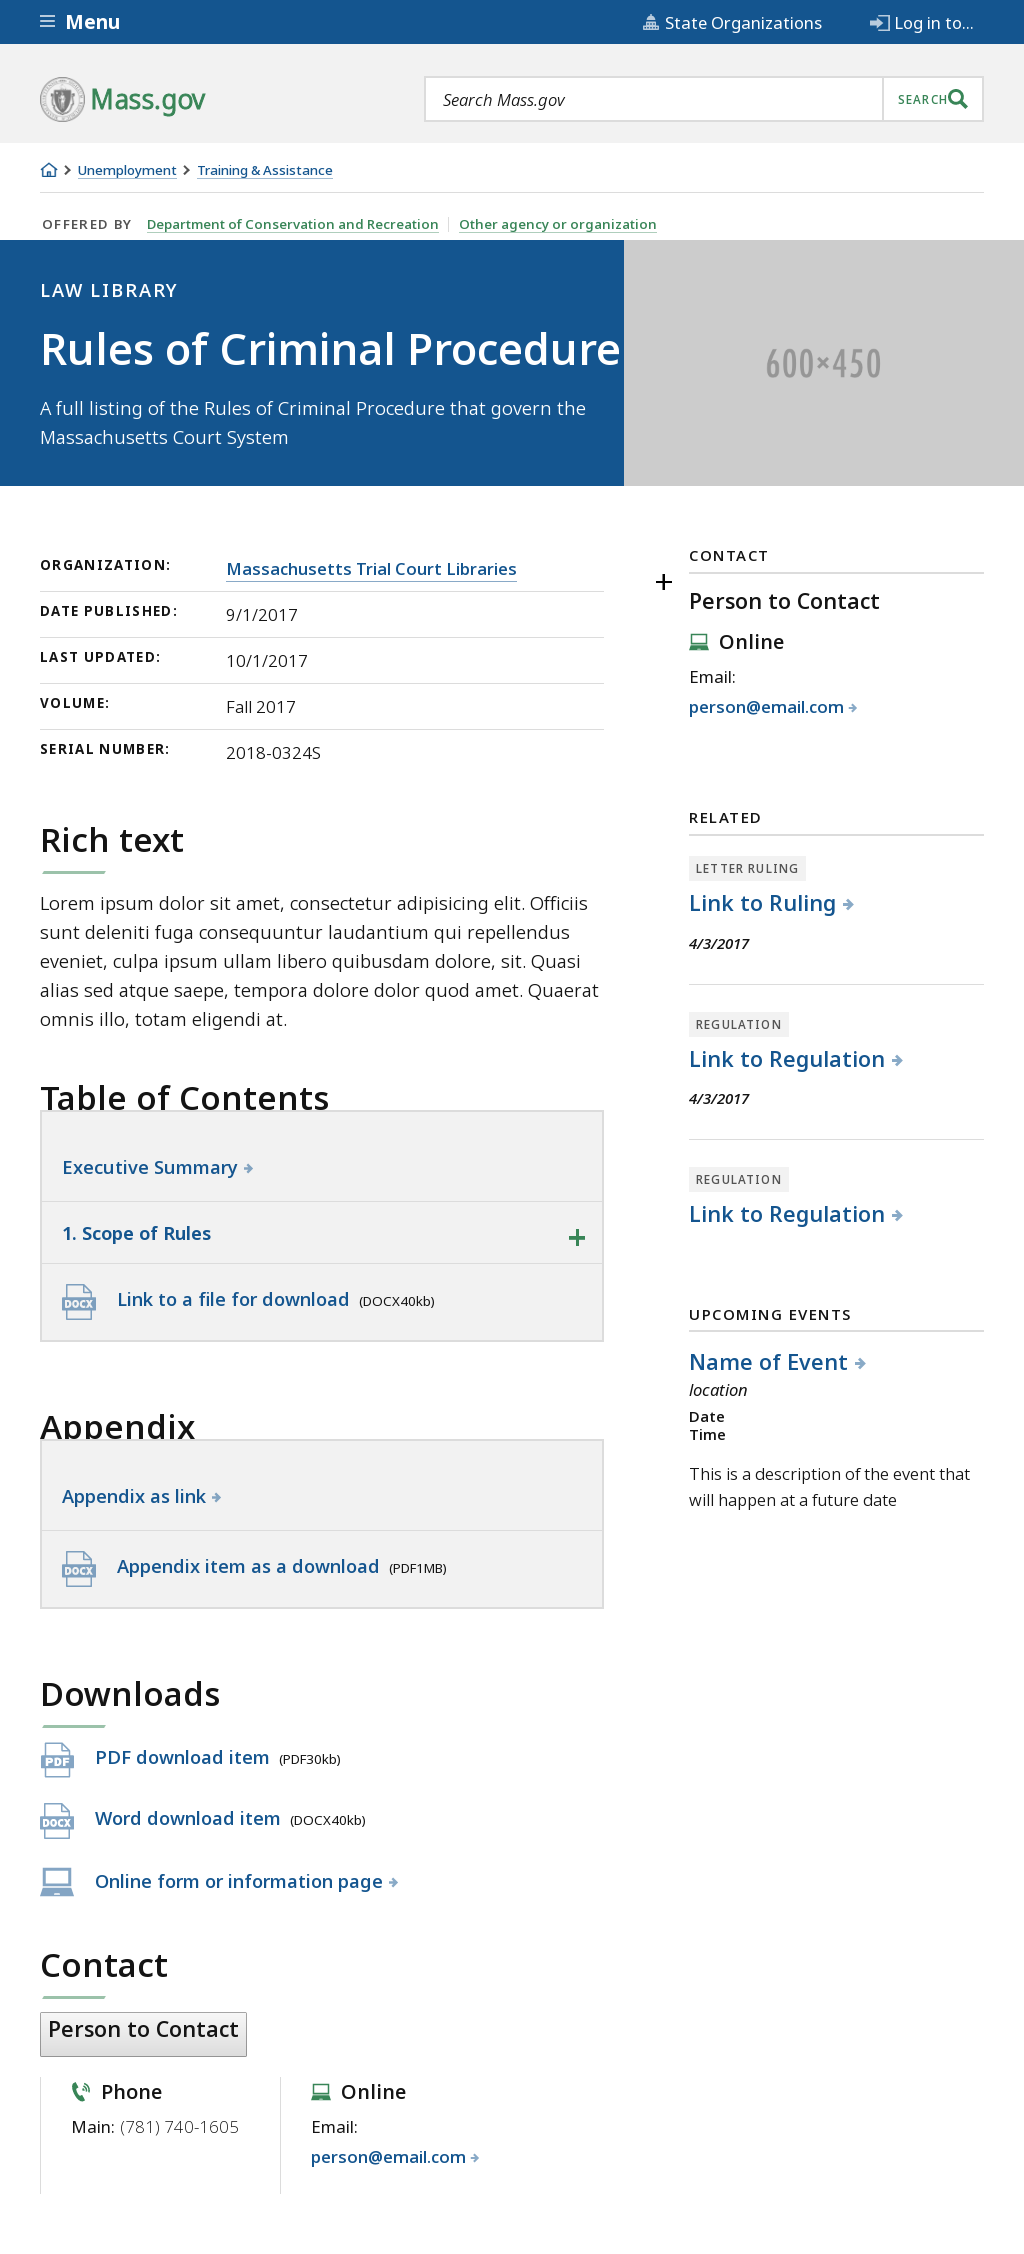 Menu
State Organizations
Log in to...
Mass.gov
Search Mass.gov
SEARCH
Unemployment
Training & Assistance
OFFERED BY Department of Conservation and Recreation Other agency or organization
LAW LIBRARY
Rules of Criminal Procedure
600×450
A full listing of the Rules of Criminal Procedure that govern the
Massachusetts Court System
ORGANIZATION: Massachusetts Trial Court Libraries
DATE PUBLISHED: 9/1/2017
LAST UPDATED: 10/1/2017
VOLUME: Fall 2017
SERIAL NUMBER: 2018-0324S
Rich text
Lorem ipsum dolor sit amet, consectetur adipisicing elit. Officiis
sunt deleniti fuga consequuntur laudantium qui repellendus
eveniet, culpa ipsum ullam libero quibusdam dolore, sit. Quasi
alias sed atque saepe, tempora dolore dolor quod amet. Quaerat
omnis illo, totam eligendi at.
Table of Contents
Executive Summary
1. Scope of Rules
DOCX Link to a file for download (DOCX40kb)
Appendix
Appendix as link
DOCX Appendix item as a download (PDF1MB)
Downloads
PDF PDF download item (PDF30kb)
DOCX Word download item (DOCX40kb)
Online form or information page
Contact
Person to Contact
Phone
Main: (781) 740-1605
Online
Email:
person@email.com
CONTACT
Person to Contact
Online
Email:
person@email.com
RELATED
LETTER RULING
Link to Ruling
4/3/2017
REGULATION
Link to Regulation
4/3/2017
REGULATION
Link to Regulation
UPCOMING EVENTS
Name of Event
location
Date
Time
This is a description of the event that
will happen at a future date